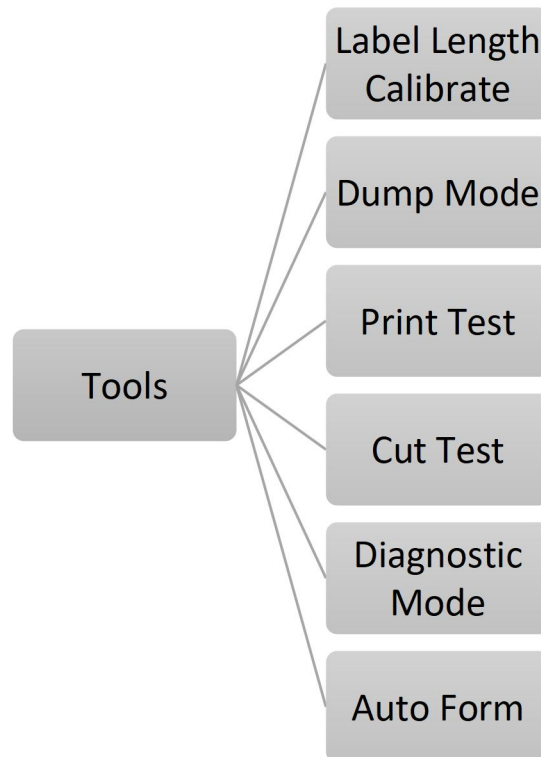 Label Length
Calibrate
Dump Mode
Print Test
Tools
Cut Test
Diagnostic
Mode
Auto Form